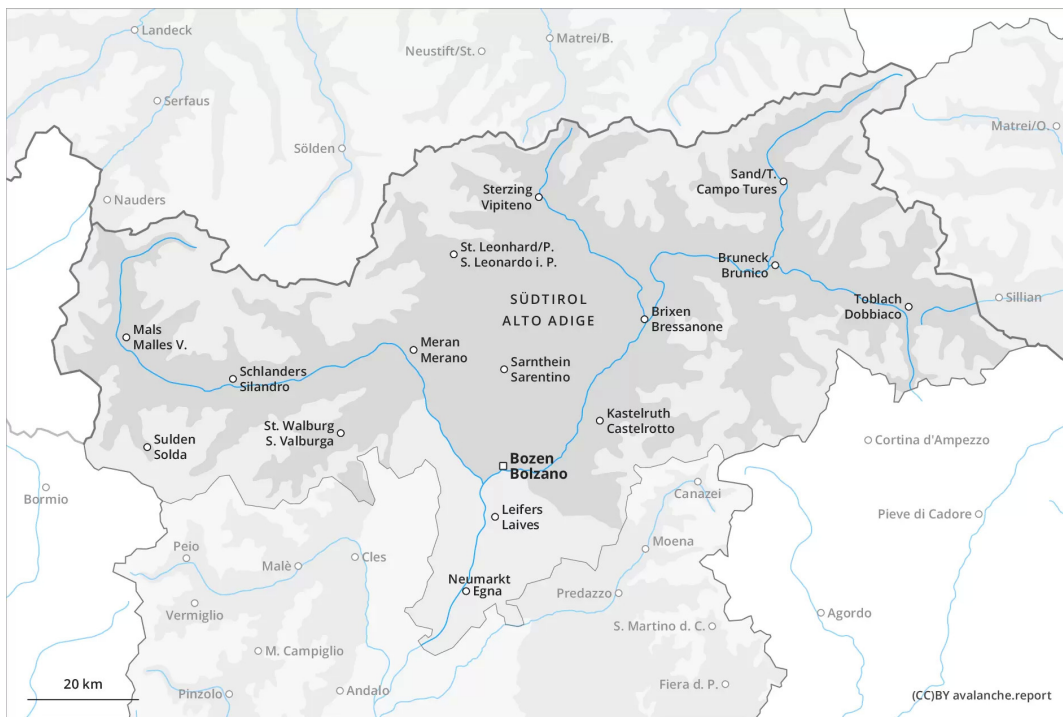 Landeck
Neustift/St.
Matrei/B.
Serfaus
Matrei/O.
Sölden
Nauders
Sand/T.
Campo Tures
Sterzing
Vipiteno
St. Leonhard/P.
S. Leonardo i. P.
Bruneck
Brunico
SÜDTIROL
ALTO ADIGE
Toblach
Dobbiaco
Sillian
Brixen
Bressanone
Mals
Malles V.
Meran
Merano
Sarnthein
Sarentino
Schlanders
Silandro
Kastelruth
Castelrotto
St. Walburg
S. Valburga
Sulden
Solda
Cortina d'Ampezzo
Bozen
Bolzano
Bormio
Canazei
Leifers
Laives
Pieve di Cadore
Peio
Moena
Cles
Malè
Neumarkt
Egna
Predazzo
Vermiglio
Agordo
S. Martino d. C.
M. Campiglio
Fiera d. P.
Andalo
Pinzolo
20 km
(CC)BY avalanche.report